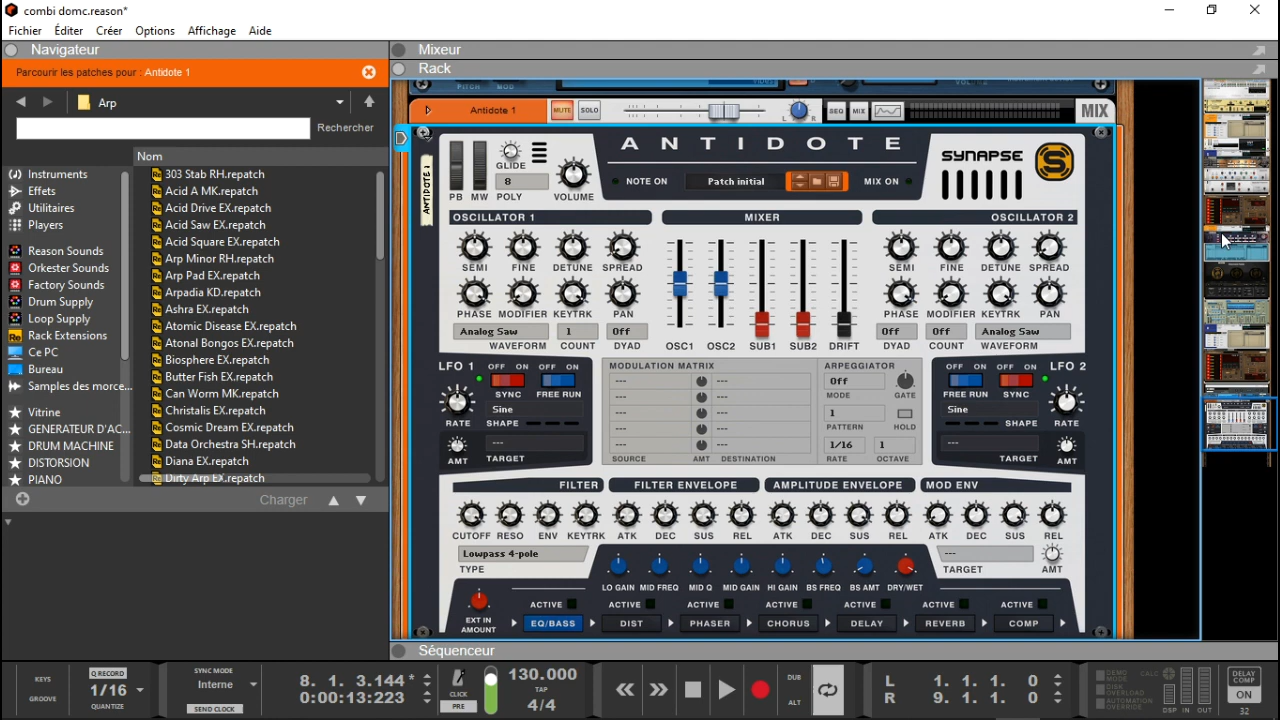 combi domc.reason*
Fichier Éditer Créer Options Affichage Aide
Navigateur
Parcourir les patches pour : Antidote 1
Arp
Rechercher
Nom
Instruments
Effets
Utilitaires
Players
Reason Sounds
Orkester Sounds
Factory Sounds
Drum Supply
Loop Supply
Rack Extensions
Ce PC
Bureau
Samples des morce...
Vitrine
GENERATEUR D'AC...
DRUM MACHINE
DISTORSION
PIANO
303 Stab RH.repatch
Acid A MK.repatch
Acid Drive EX.repatch
Acid Saw EX.repatch
Acid Square EX.repatch
Arp Minor RH.repatch
Arp Pad EX.repatch
Arpadia KD.repatch
Ashra EX.repatch
Atomic Disease EX.repatch
Atonal Bongos EX.repatch
Biosphere EX.repatch
Butter Fish EX.repatch
Can Worm MK.repatch
Christalis EX.repatch
Cosmic Dream EX.repatch
Data Orchestra SH.repatch
Diana EX.repatch
Dirty Arp EX.repatch
Charger
Mixeur
Rack
PITCH MOD
Antidote 1 MUTE SOLO L R SEQ MIX MIX
ANTIDOTE 1
PB MW
GLIDE
8
POLY
VOLUME
ANTIDOTE
NOTE ON Patch initial MIX ON
SYNAPSE S
OSCILLATOR 1 MIXER OSCILLATOR 2
SEMI FINE DETUNE SPREAD
PHASE MODIFIER KEYTRK PAN
Analog Saw 1 Off
WAVEFORM COUNT DYAD
OSC1 OSC2 SUB1 SUB2 DRIFT
SEMI FINE DETUNE SPREAD
PHASE MODIFIER KEYTRK PAN
Off Off Analog Saw
DYAD COUNT WAVEFORM
LFO 1 OFF ON OFF ON
SYNC FREE RUN
Sine
RATE SHAPE
---
AMT TARGET
MODULATION MATRIX
--- ---
--- ---
--- ---
--- ---
--- ---
SOURCE AMT DESTINATION
ARPEGGIATOR
Off
MODE GATE
1
PATTERN HOLD
1/16 1
RATE OCTAVE
OFF ON OFF ON LFO 2
FREE RUN SYNC
Sine
SHAPE RATE
---
TARGET AMT
FILTER FILTER ENVELOPE AMPLITUDE ENVELOPE MOD ENV
CUTOFF RESO ENV KEYTRK ATK DEC SUS REL ATK DEC SUS REL ATK DEC SUS REL
Lowpass 4-pole
TYPE
LO GAIN MID FREQ MID Q MID GAIN HI GAIN BS FREQ BS AMT DRY/WET
---
TARGET AMT
EXT IN
AMOUNT
ACTIVE ACTIVE ACTIVE ACTIVE ACTIVE ACTIVE ACTIVE
EQ/BASS DIST PHASER CHORUS DELAY REVERB COMP
Séquenceur
KEYS
GROOVE
Q RECORD
1/16
QUANTIZE
SYNC MODE
Interne
SEND CLOCK
8. 1. 3.144 *
0:00:13:223
CLICK
PRE
130.000
TAP
4/4
DUB
ALT
L 1. 1. 1. 0
R 9. 1. 1. 0
DEMO MODE
DISK OVERLOAD
AUTOMATION OVERRIDE
CALC
DSP IN OUT
DELAY
COMP
ON
32